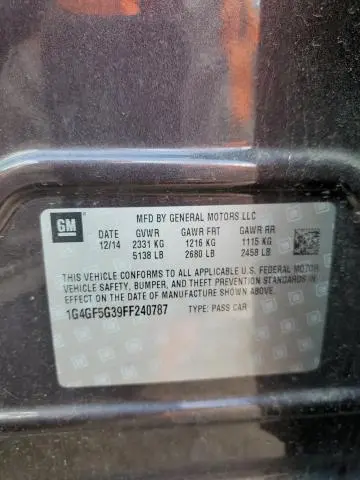 GM
MFD BY GENERAL MOTORS LLC
DATE GVWR GAWR FRT GAWR RR
12/14 2331 KG 1216 KG 1115 KG
5138 LB 2680 LB 2458 LB
THIS VEHICLE CONFORMS TO ALL APPLICABLE U.S. FEDERAL MOTOR
VEHICLE SAFETY, BUMPER, AND THEFT PREVENTION STANDARDS
IN EFFECT ON THE DATE OF MANUFACTURE SHOWN ABOVE.
1G4GF5G39FF240787 TYPE: PASS CAR